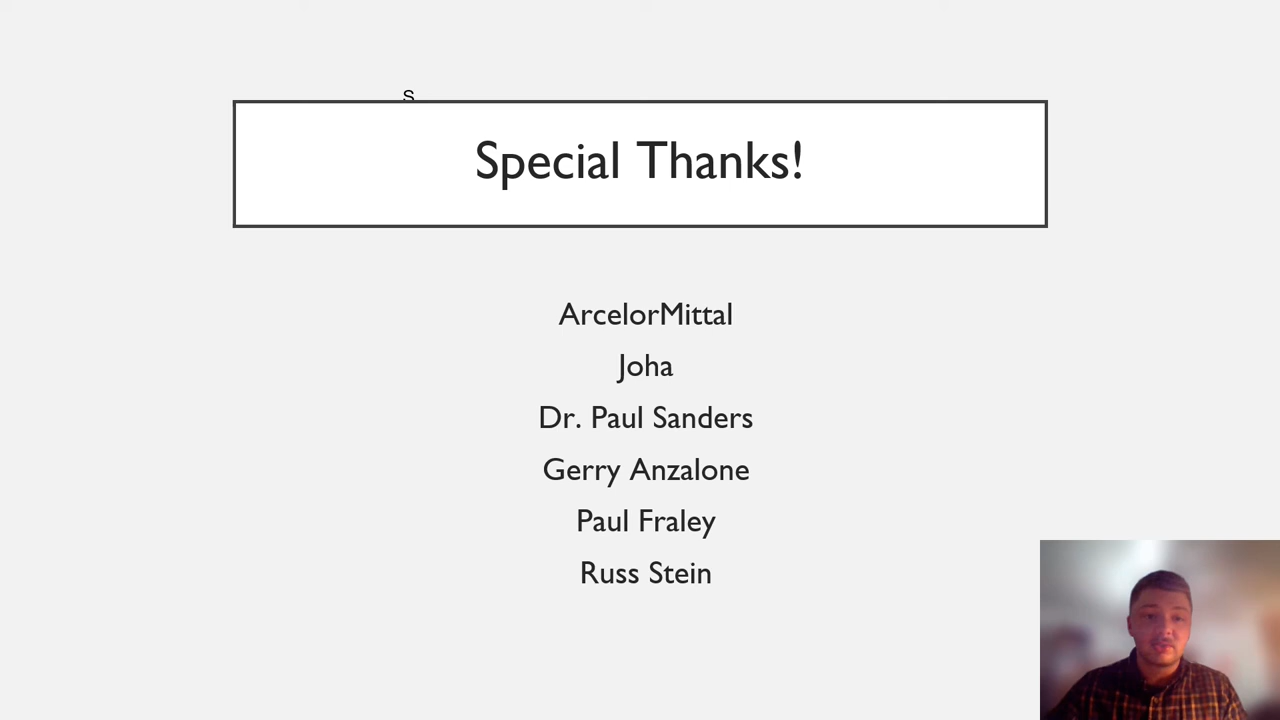 s
Special Thanks!
ArcelorMittal
Joha
Dr. Paul Sanders
Gerry Anzalone
Paul Fraley
Russ Stein